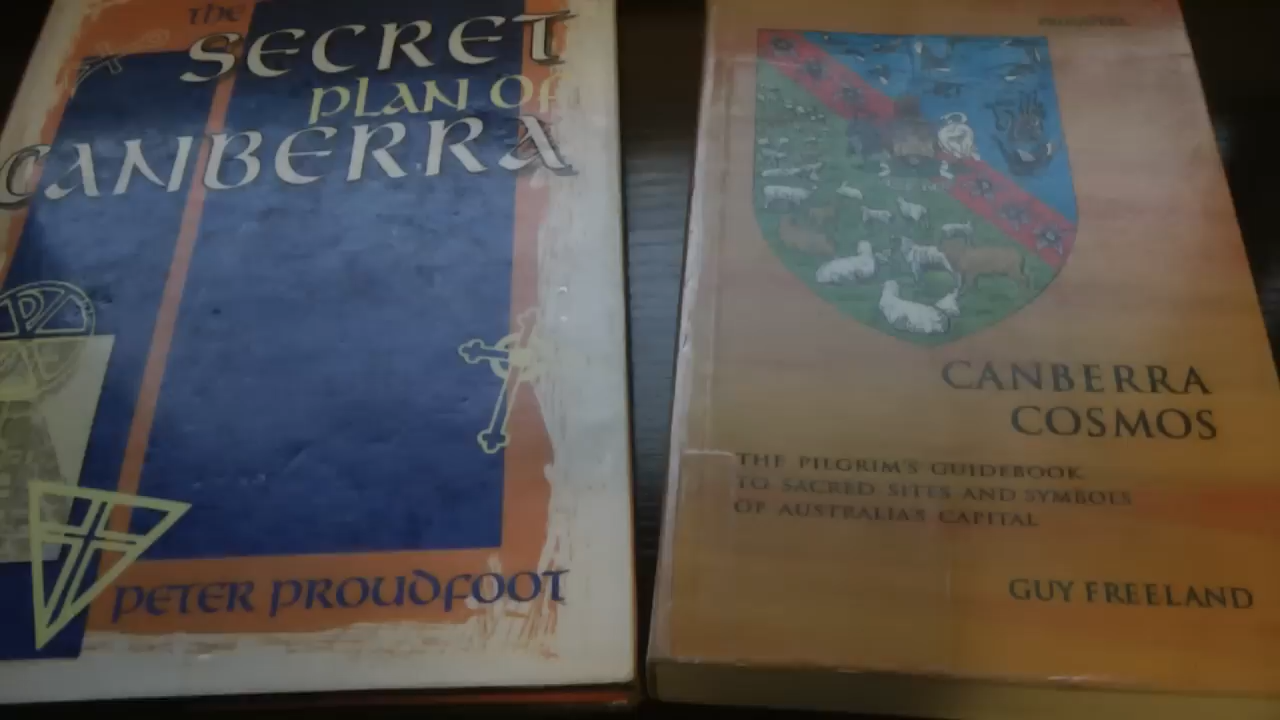 the
SECRET
PLAN OF
CANBERRA
PETER PROUDFOOT
CANBERRA
COSMOS
THE PILGRIM'S GUIDEBOOK
TO SACRED SITES AND SYMBOLS
OF AUSTRALIA'S CAPITAL
GUY FREELAND